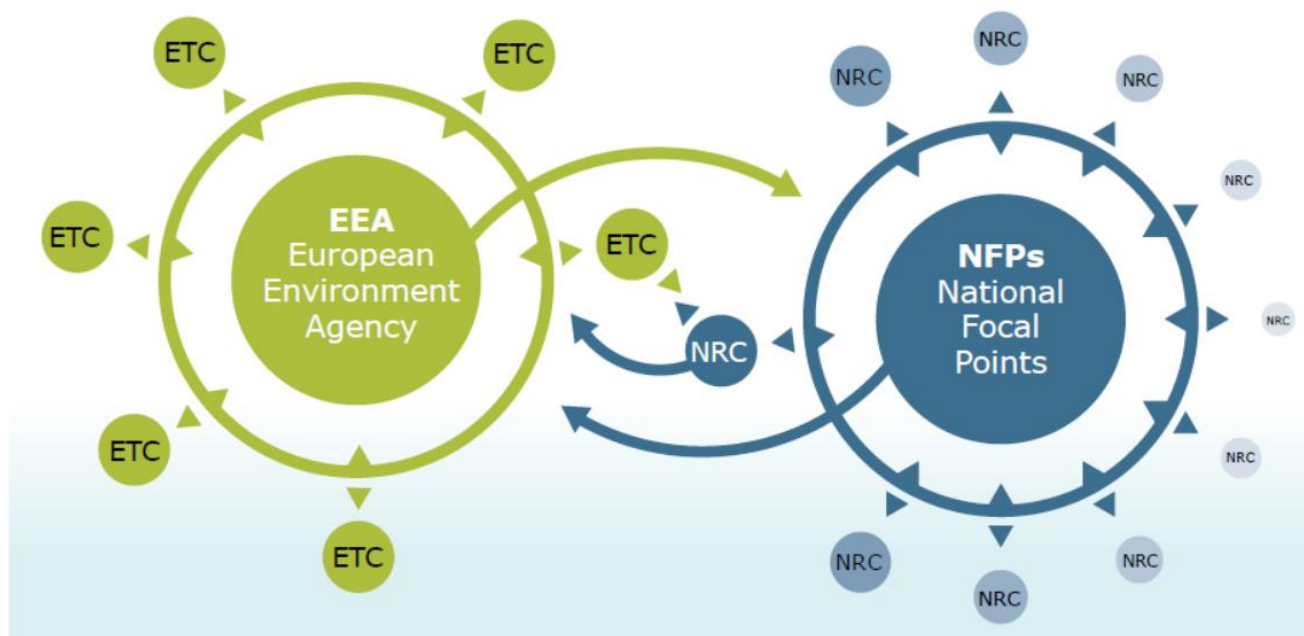 ETC
ETC
ETC
ETC
ETC
ETC
EEA
European
Environment
Agency
NRC
NRC
NRC
NRC
NRC
NRC
NRC
NRC
NRC
NRC
NFPs
National
Focal
Points